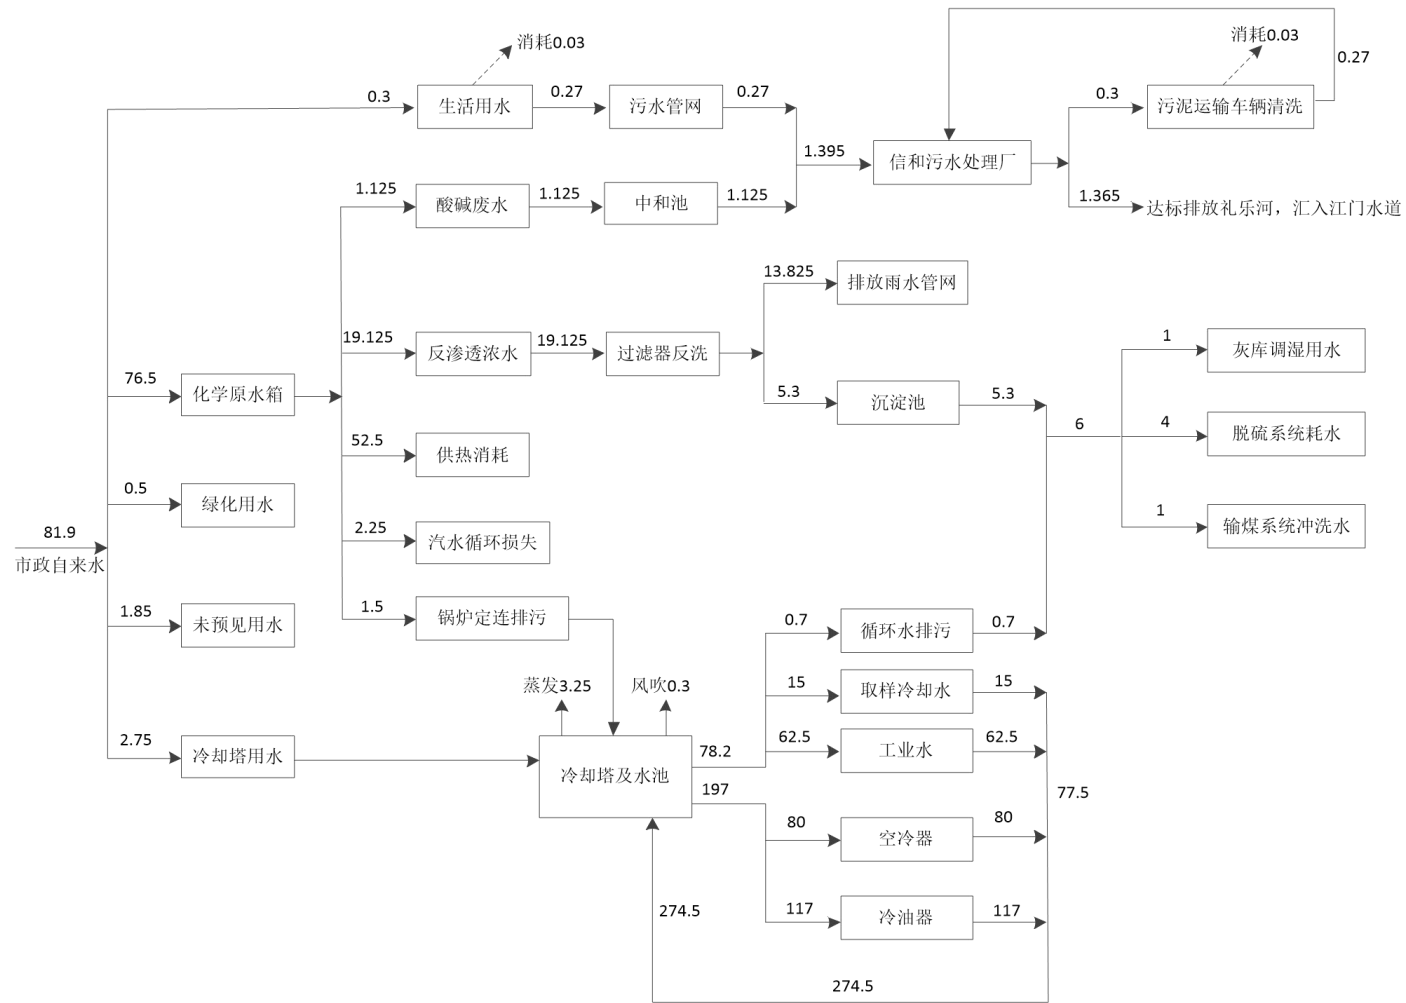 消耗0.03
消耗0.03
0.27
0.3
生活用水
0.27
污水管网
0.27
0.3
污泥运输车辆清洗
1.395
信和污水处理厂
1.125
酸碱废水
1.125
中和池
1.125
1.365
达标排放礼乐河，汇入江门水道
13.825
排放雨水管网
19.125
反渗透浓水
19.125
过滤器反洗
1
灰库调湿用水
76.5
化学原水箱
5.3
沉淀池
5.3
6
4
脱硫系统耗水
52.5
供热消耗
0.5
绿化用水
1
输煤系统冲洗水
81.9
市政自来水
2.25
汽水循环损失
1.85
未预见用水
1.5
锅炉定连排污
0.7
循环水排污
0.7
蒸发3.25
风吹0.3
15
取样冷却水
15
2.75
冷却塔用水
冷却塔及水池
78.2
62.5
工业水
62.5
197
77.5
80
空冷器
80
274.5
117
冷油器
117
274.5